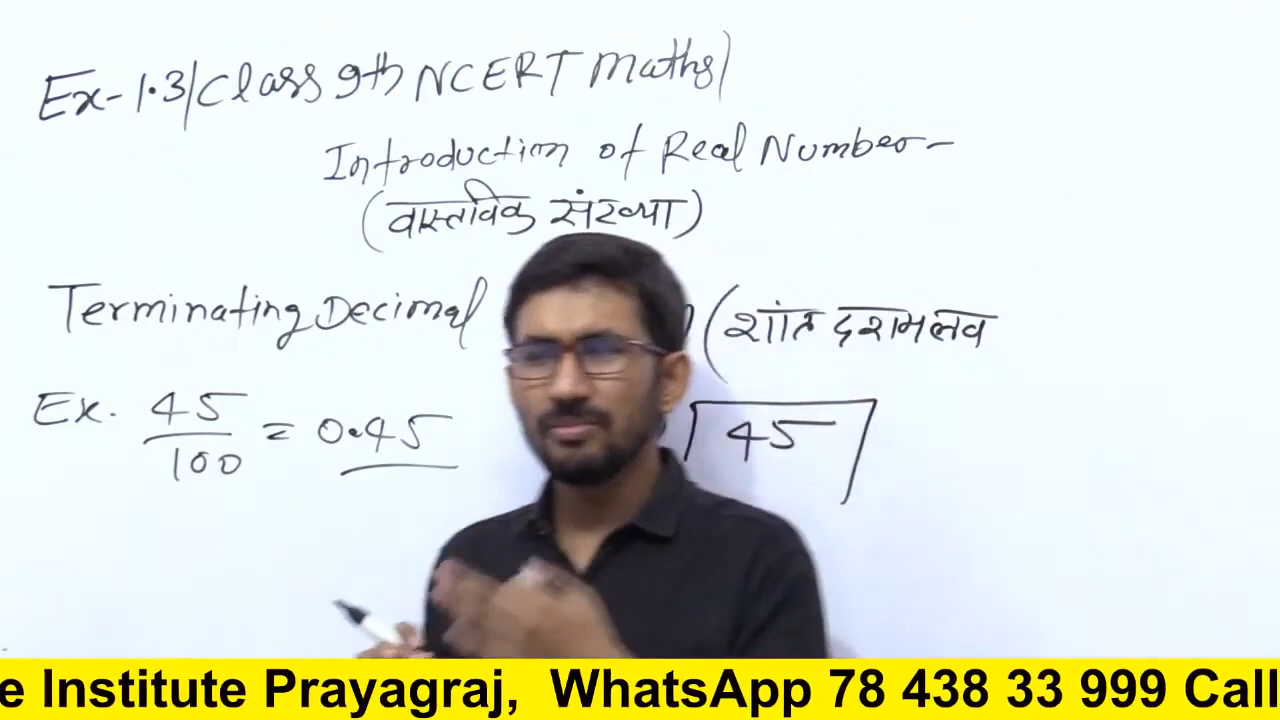 Ex-1.3/Class 9th NCERT Maths/
Introduction of Real Number-
(वास्तविक संख्या)
Terminating Decimal (शांत दशमलव
Ex. 45/100 = 0.45 45
e Institute Prayagraj, WhatsApp 78 438 33 999 Call